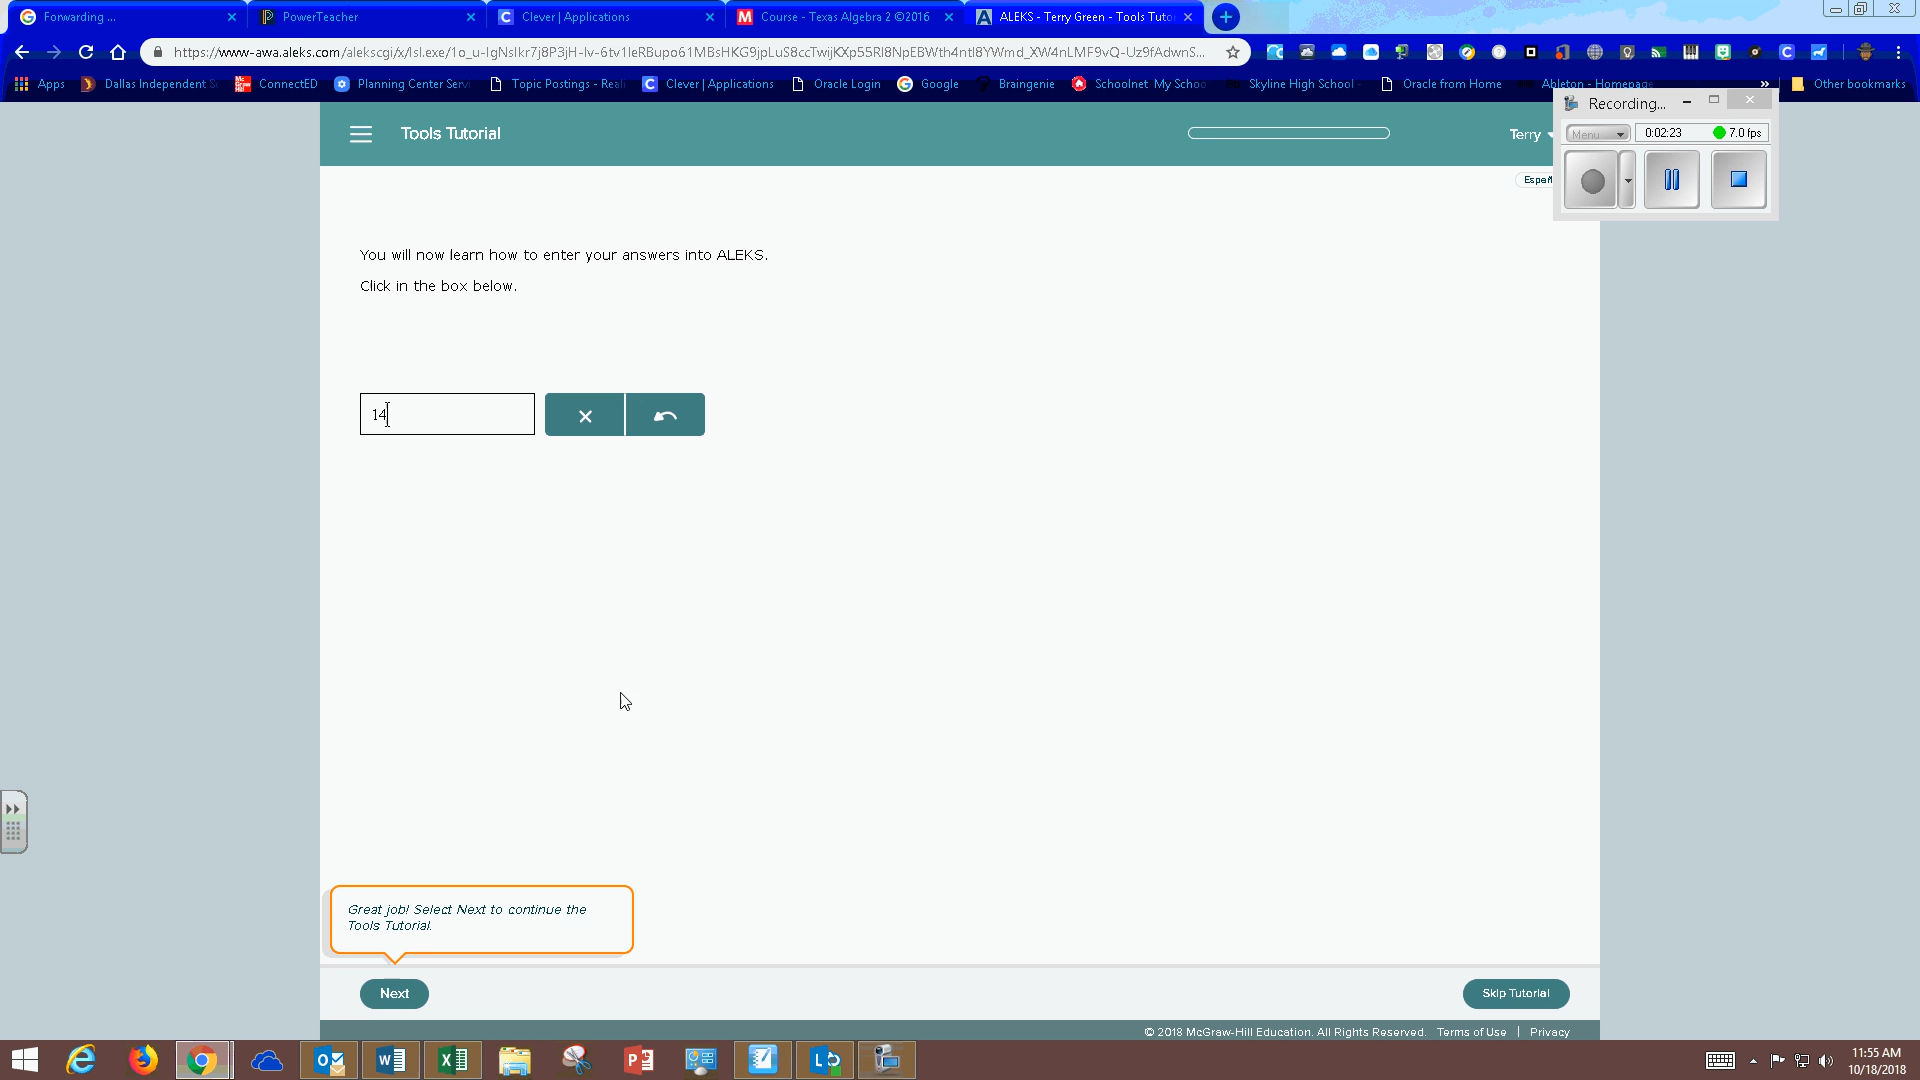 Forwarding ...
PowerTeacher
Clever | Applications
Course - Texas Algebra 2 ©2016
ALEKS - Terry Green - Tools Tuto
Apps
Dallas Independent S
ConnectED
Planning Center Serv
Topic Postings - Reali
Clever | Applications
Oracle Login
Google
Braingenie
Schoolnet My Schoo
Skyline High School -
Oracle from Home
Ableton - Homepage
»
Other bookmarks
Recording...
Menu
0:02:23
7.0 fps
Tools Tutorial
Terry
Españ
You will now learn how to enter your answers into ALEKS.
Click in the box below.
14
Great job! Select Next to continue the
Tools Tutorial.
Next
Skip Tutorial
© 2018 McGraw-Hill Education. All Rights Reserved. Terms of Use | Privacy
11:55 AM
10/18/2018